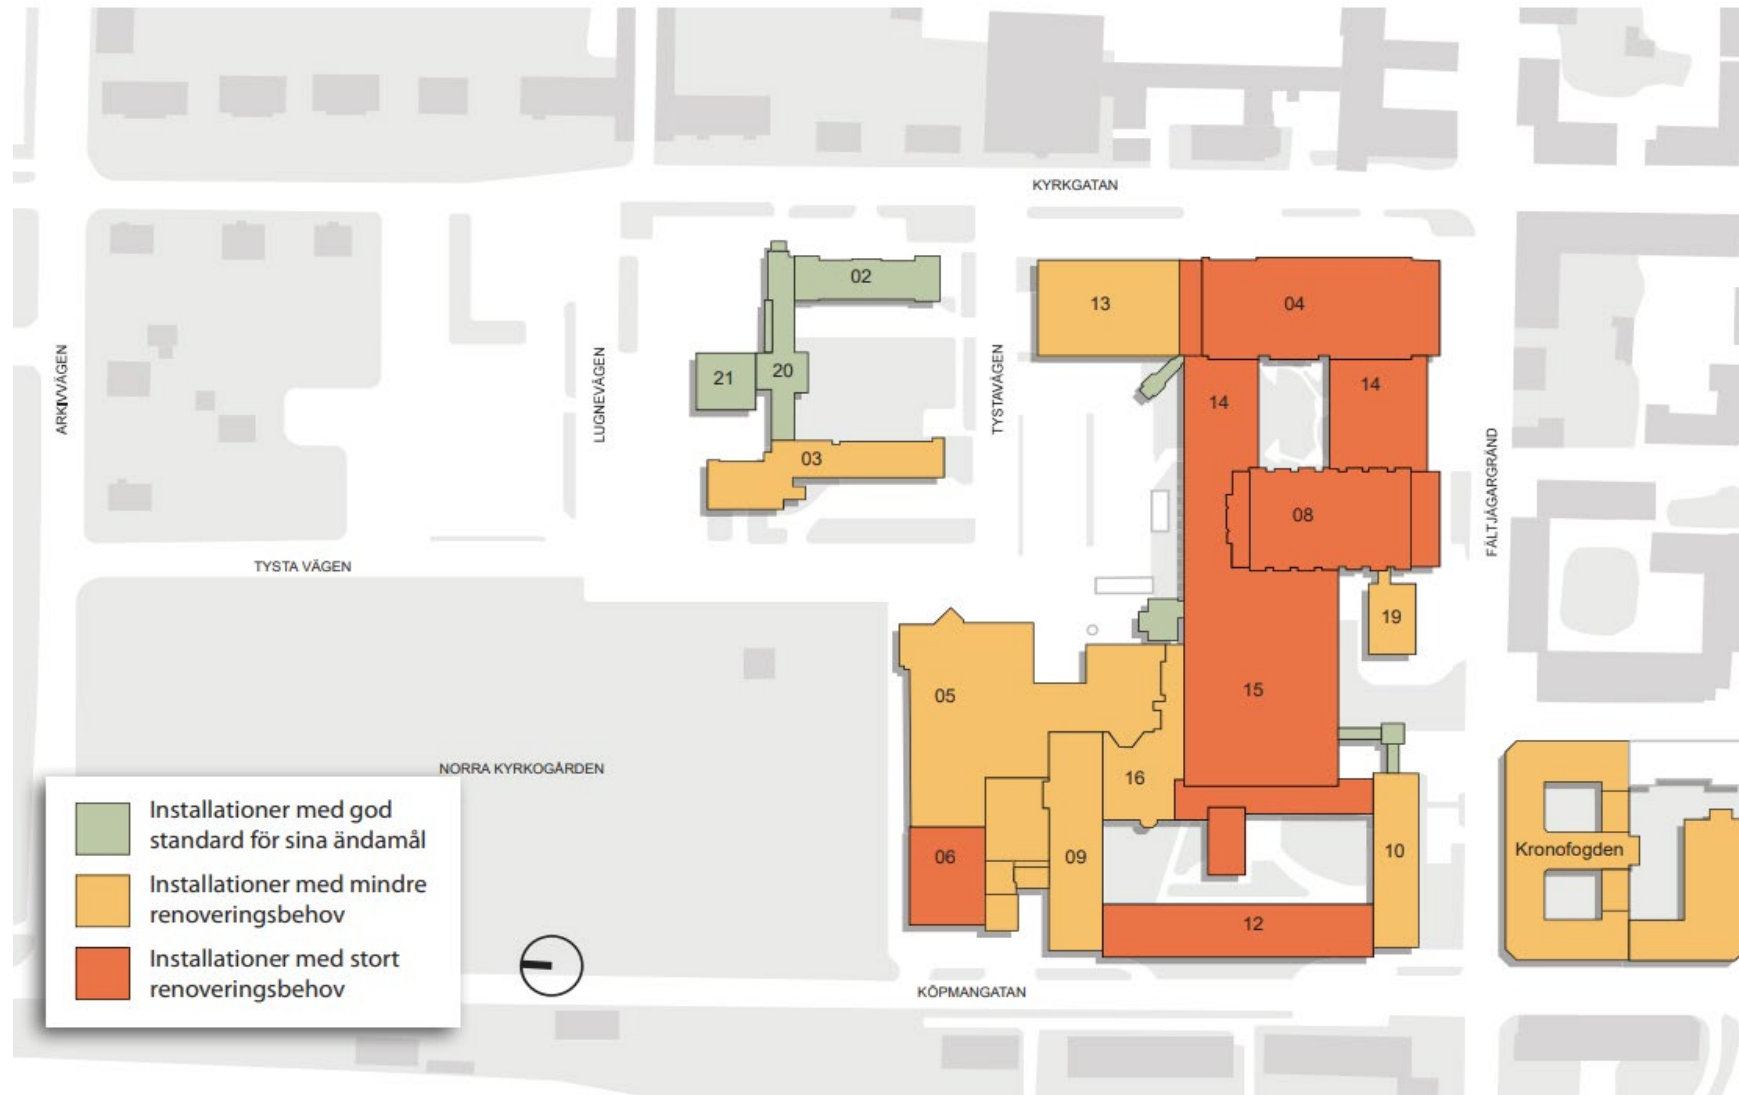 KYRKGATAN
02
13
04
ARKIVVÄGEN
LUGNEVÄGEN
TYSTAVÄGEN
21
20
14
14
FÄLTJÄGARGRÄND
03
08
TYSTA VÄGEN
19
05
15
NORRA KYRKOGÅRDEN
16
06
09
10
Kronofogden
12
KÖPMANGATAN
Installationer med god
standard för sina ändamål
Installationer med mindre
renoveringsbehov
Installationer med stort
renoveringsbehov